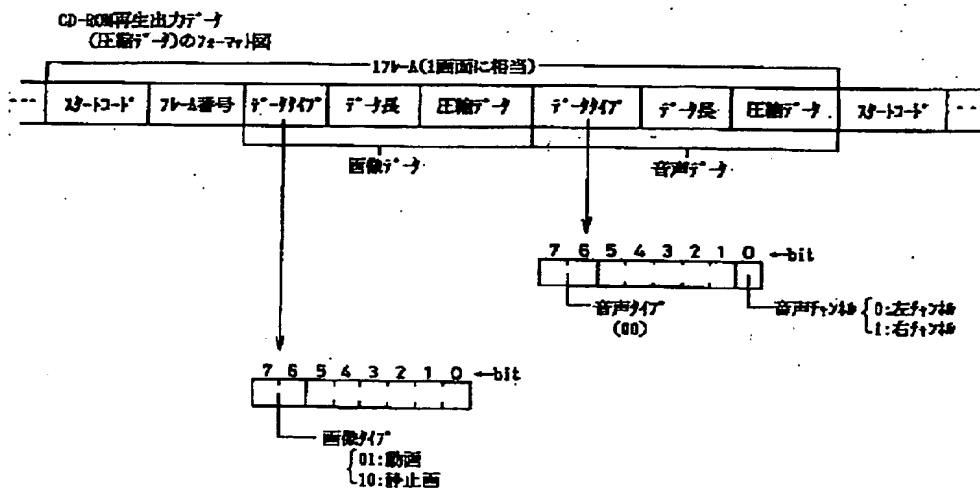 CD-ROM再生出力データ
(圧縮データ)のフォーマット図
1フレーム(1画面に相当)
スタートコード フレーム番号 データタイプ データ長 圧縮データ データタイプ データ長 圧縮データ スタートコード
画像データ 音声データ
7 6 5 4 3 2 1 0 ←bit
音声タイプ
(00)
音声チャンネル
0:左チャンネル
1:右チャンネル
7 6 5 4 3 2 1 0 ←bit
画像タイプ
01:動画
10:静止画